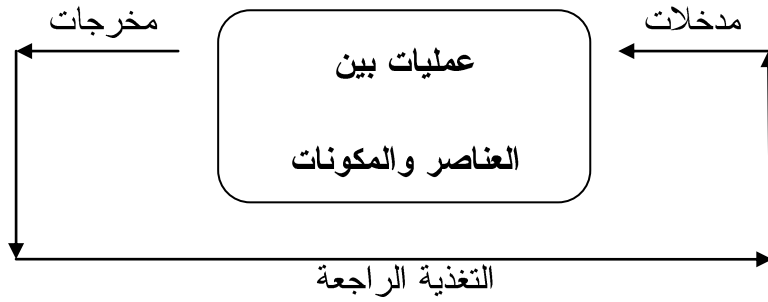 مدخلات
عمليات بين
العناصر والمكونات
مخرجات
التغذية الراجعة